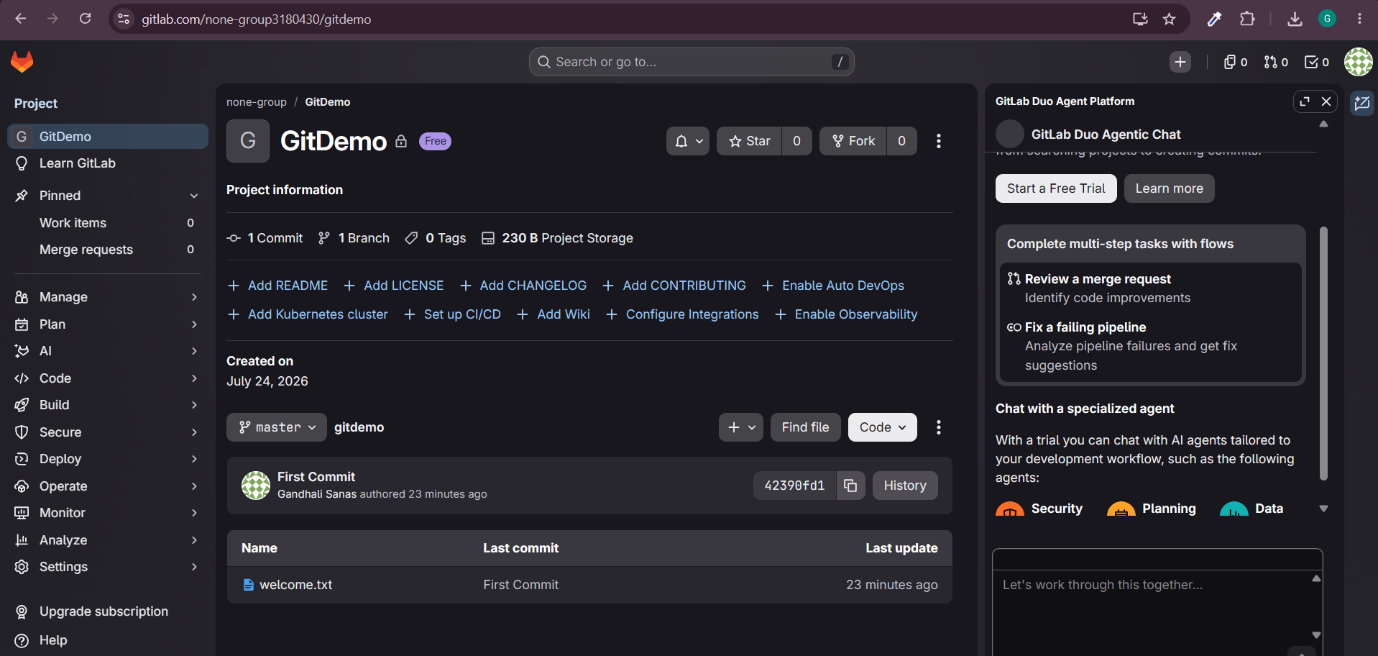 gitlab.com/none-group3180430/gitdemo
G
Search or go to...
/
0
0
0
Project
G GitDemo
Learn GitLab
Pinned
Work items 0
Merge requests 0
Manage
Plan
AI
Code
Build
Secure
Deploy
Operate
Monitor
Analyze
Settings
Upgrade subscription
Help
none-group / GitDemo
G
GitDemo Free
Star 0 Fork 0
Project information
1 Commit 1 Branch 0 Tags 230 B Project Storage
+ Add README + Add LICENSE + Add CHANGELOG + Add CONTRIBUTING + Enable Auto DevOps
+ Add Kubernetes cluster + Set up CI/CD + Add Wiki + Configure Integrations + Enable Observability
Created on
July 24, 2026
master gitdemo
+ Find file Code
First Commit
Gandhali Sanas authored 23 minutes ago
42390fd1 History
Name Last commit Last update
welcome.txt First Commit 23 minutes ago
GitLab Duo Agent Platform
GitLab Duo Agentic Chat
from searching projects to creating commits.
Start a Free Trial Learn more
Complete multi-step tasks with flows
Review a merge request
Identify code improvements
Fix a failing pipeline
Analyze pipeline failures and get fix
suggestions
Chat with a specialized agent
With a trial you can chat with AI agents tailored to
your development workflow, such as the following
agents:
Security Planning Data
Let's work through this together...